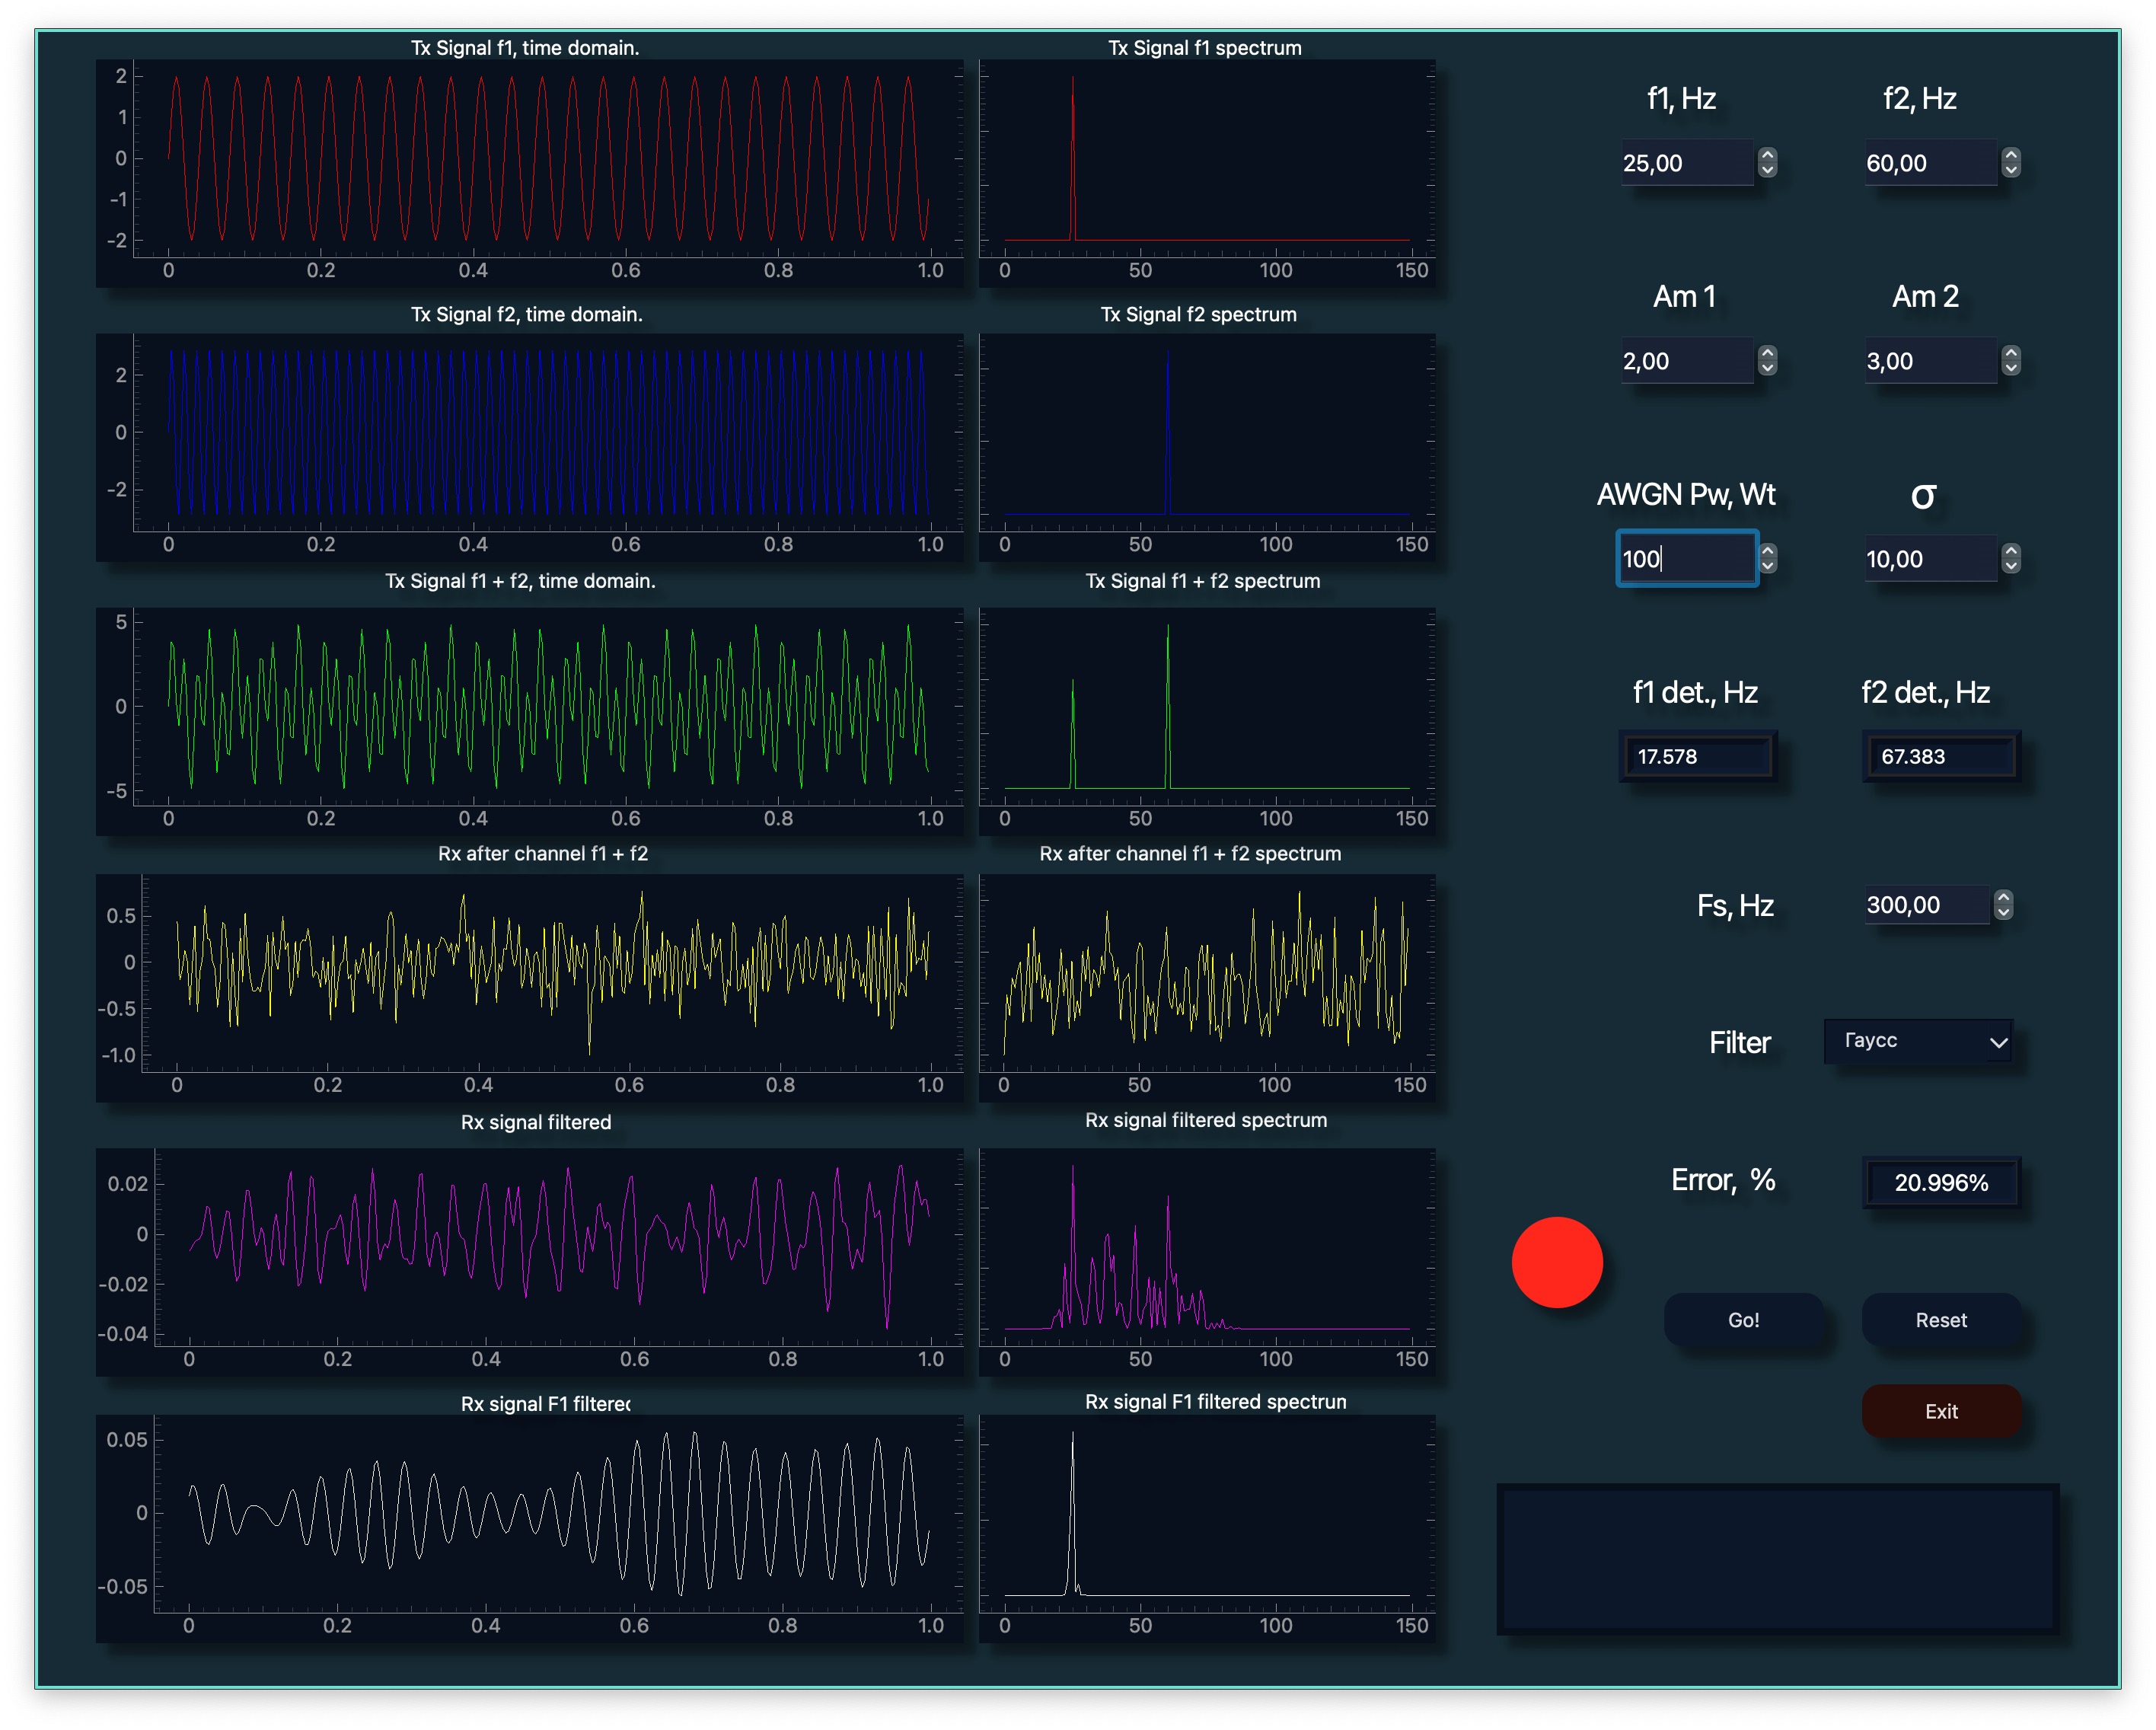 Tx Signal f1, time domain.
2
1
0
-1
-2
0 0.2 0.4 0.6 0.8 1.0
Tx Signal f1 spectrum
0 50 100 150
Tx Signal f2, time domain.
2
0
-2
0 0.2 0.4 0.6 0.8 1.0
Tx Signal f2 spectrum
0 50 100 150
Tx Signal f1 + f2, time domain.
5
0
-5
0 0.2 0.4 0.6 0.8 1.0
Tx Signal f1 + f2 spectrum
0 50 100 150
Rx after channel f1 + f2
0.5
0
-0.5
-1.0
0 0.2 0.4 0.6 0.8 1.0
Rx after channel f1 + f2 spectrum
0 50 100 150
Rx signal filtered
0.02
0
-0.02
-0.04
0 0.2 0.4 0.6 0.8 1.0
Rx signal filtered spectrum
0 50 100 150
Rx signal F1 filterec
0.05
0
-0.05
0 0.2 0.4 0.6 0.8 1.0
Rx signal F1 filtered spectrun
0 50 100 150
f1, Hz f2, Hz
25,00 60,00
Am 1 Am 2
2,00 3,00
AWGN Pw, Wt σ
100 10,00
f1 det., Hz f2 det., Hz
17.578 67.383
Fs, Hz 300,00
Filter Гаусс
Error, % 20.996%
Go! Reset
Exit